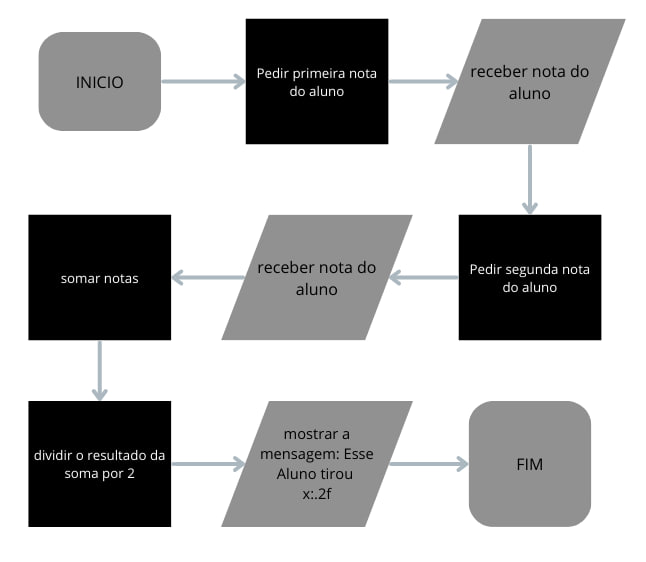 INICIO
Pedir primeira nota
do aluno
receber nota do
aluno
Pedir segunda nota
do aluno
receber nota do
aluno
somar notas
dividir o resultado da
soma por 2
mostrar a
mensagem: Esse
Aluno tirou
x:.2f
FIM